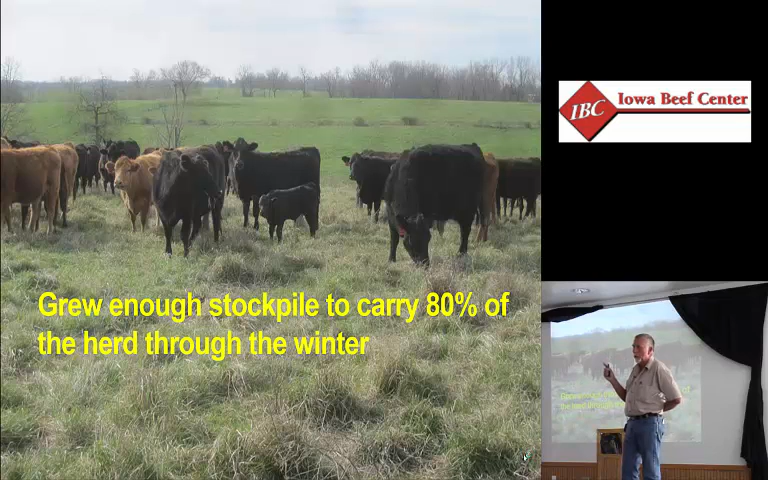 Grew enough stockpile to carry 80% of
the herd through the winter
IBC Iowa Beef Center